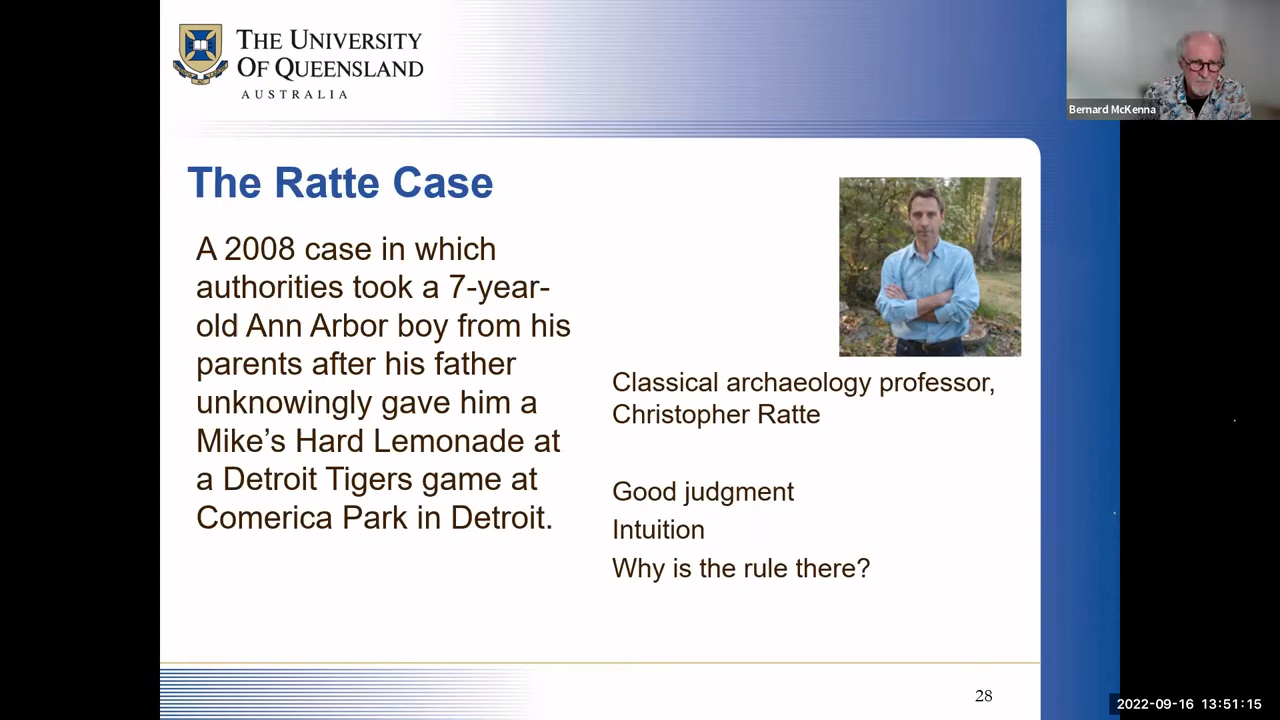 THE UNIVERSITY
OF QUEENSLAND
AUSTRALIA
Bernard McKenna
The Ratte Case
A 2008 case in which
authorities took a 7-year-
old Ann Arbor boy from his
parents after his father
unknowingly gave him a
Mike’s Hard Lemonade at
a Detroit Tigers game at
Comerica Park in Detroit.
Classical archaeology professor,
Christopher Ratte
Good judgment
Intuition
Why is the rule there?
28
2022-09-16 13:51:15